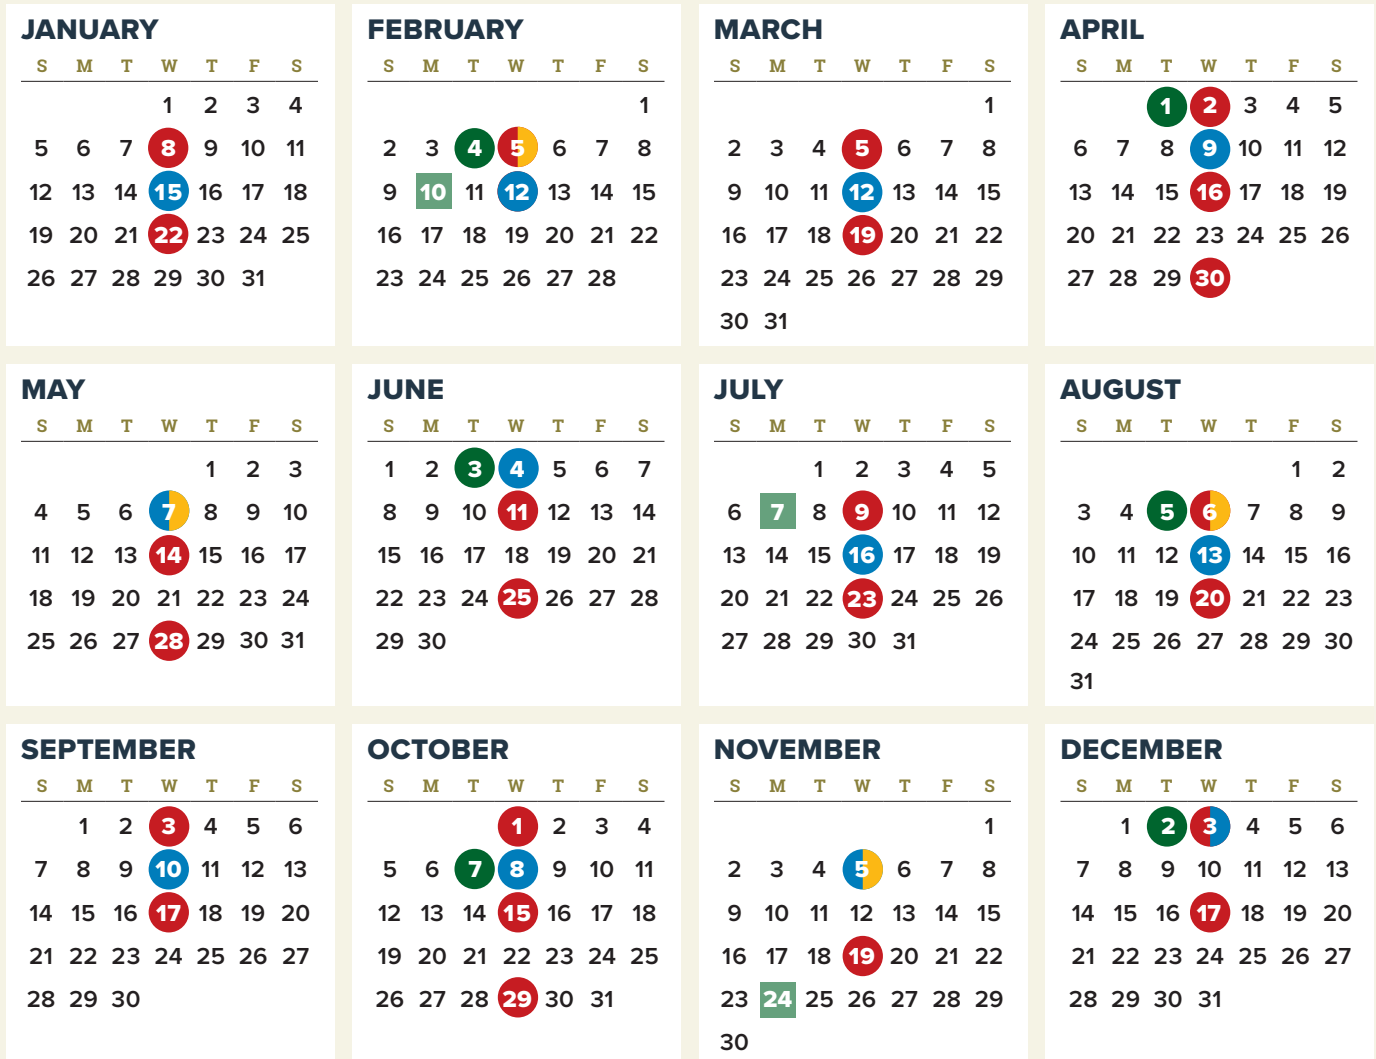 JANUARY
S M T W T F S
1 2 3 4
5 6 7 8 9 10 11
12 13 14 15 16 17 18
19 20 21 22 23 24 25
26 27 28 29 30 31
FEBRUARY
S M T W T F S
1
2 3 4 5 6 7 8
9 10 11 12 13 14 15
16 17 18 19 20 21 22
23 24 25 26 27 28
MARCH
S M T W T F S
1
2 3 4 5 6 7 8
9 10 11 12 13 14 15
16 17 18 19 20 21 22
23 24 25 26 27 28 29
30 31
APRIL
S M T W T F S
1 2 3 4 5
6 7 8 9 10 11 12
13 14 15 16 17 18 19
20 21 22 23 24 25 26
27 28 29 30
MAY
S M T W T F S
1 2 3
4 5 6 7 8 9 10
11 12 13 14 15 16 17
18 19 20 21 22 23 24
25 26 27 28 29 30 31
JUNE
S M T W T F S
1 2 3 4 5 6 7
8 9 10 11 12 13 14
15 16 17 18 19 20 21
22 23 24 25 26 27 28
29 30
JULY
S M T W T F S
1 2 3 4 5
6 7 8 9 10 11 12
13 14 15 16 17 18 19
20 21 22 23 24 25 26
27 28 29 30 31
AUGUST
S M T W T F S
1 2
3 4 5 6 7 8 9
10 11 12 13 14 15 16
17 18 19 20 21 22 23
24 25 26 27 28 29 30
31
SEPTEMBER
S M T W T F S
1 2 3 4 5 6
7 8 9 10 11 12 13
14 15 16 17 18 19 20
21 22 23 24 25 26 27
28 29 30
OCTOBER
S M T W T F S
1 2 3 4
5 6 7 8 9 10 11
12 13 14 15 16 17 18
19 20 21 22 23 24 25
26 27 28 29 30 31
NOVEMBER
S M T W T F S
1
2 3 4 5 6 7 8
9 10 11 12 13 14 15
16 17 18 19 20 21 22
23 24 25 26 27 28 29
30
DECEMBER
S M T W T F S
1 2 3 4 5 6
7 8 9 10 11 12 13
14 15 16 17 18 19 20
21 22 23 24 25 26 27
28 29 30 31